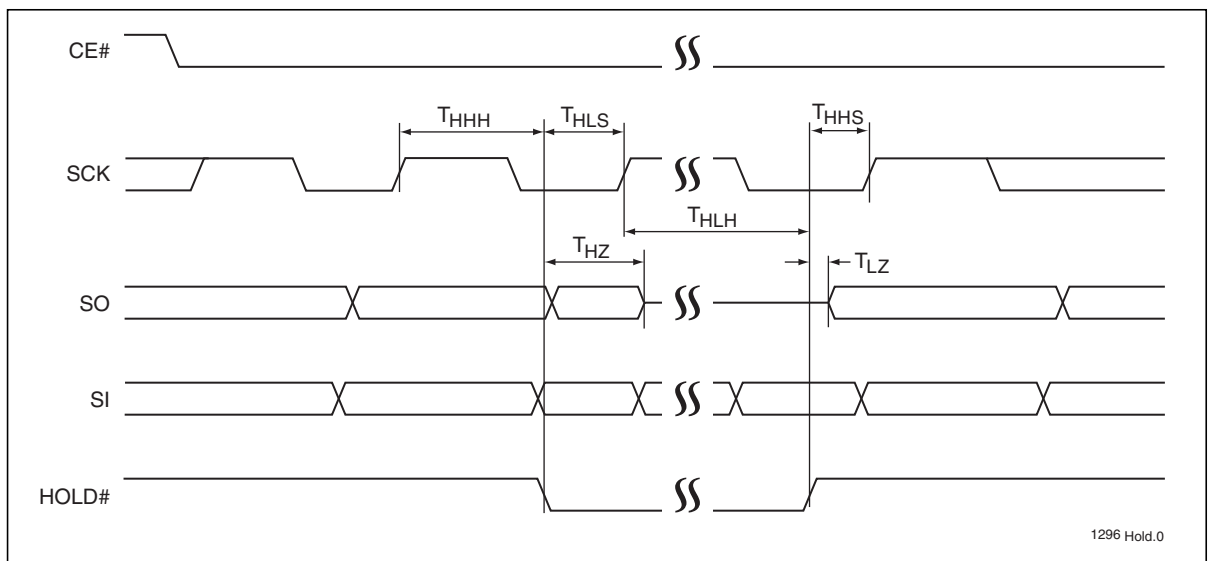 CE#
THHH
THLS
THHS
SCK
THLH
THZ
TLZ
SO
SI
HOLD#
1296 Hold.0